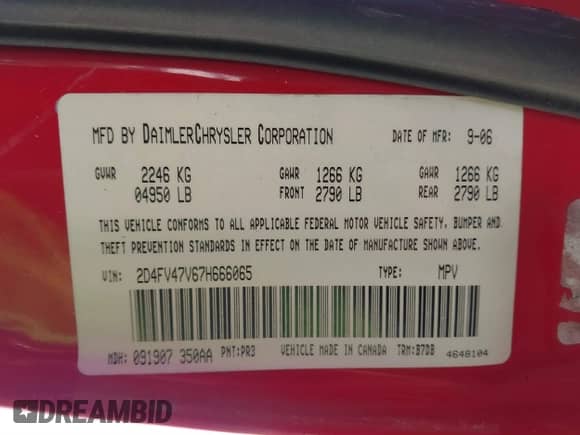 MFD BY DAIMLERCHRYSLER CORPORATION DATE OF MFR: 9-06
GVWR 2246 KG GAWR 1266 KG GAWR 1266 KG
04950 LB FRONT 2790 LB REAR 2790 LB
THIS VEHICLE CONFORMS TO ALL APPLICABLE FEDERAL MOTOR VEHICLE SAFETY, BUMPER AND
THEFT PREVENTION STANDARDS IN EFFECT ON THE DATE OF MANUFACTURE SHOWN ABOVE.
VIN: 2D4FV47V67H666065 TYPE: MPV
MDH: 091907 350AA PNT:PR3 VEHICLE MADE IN CANADA TRM:B7DB 4648104
DREAMBID